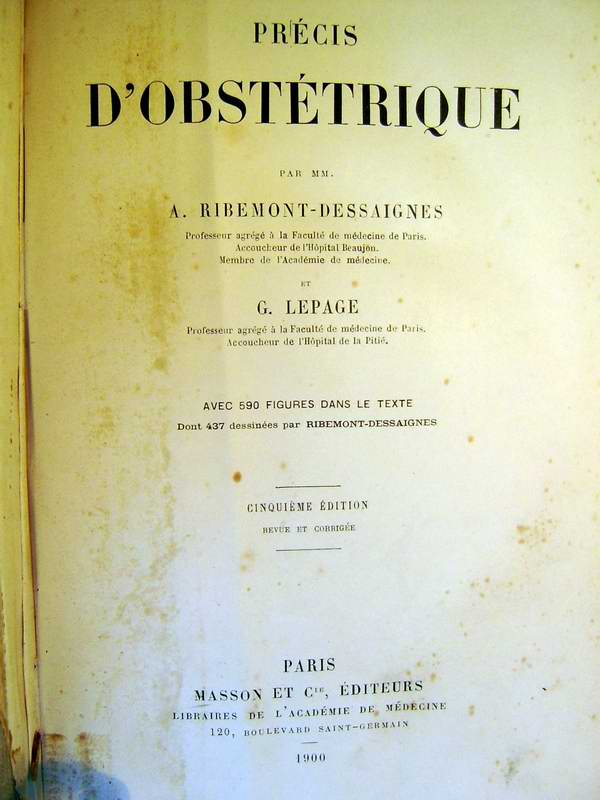 PRÉCIS
D'OBSTÉTRIQUE
PAR MM.
A. RIBEMONT-DESSAIGNES
Professeur agrégé à la Faculté de médecine de Paris.
Accoucheur de l'Hôpital Beaujon.
Membre de l'Académie de médecine.
ET
G. LEPAGE
Professeur agrégé à la Faculté de médecine de Paris.
Accoucheur de l'Hôpital de la Pitié.
AVEC 590 FIGURES DANS LE TEXTE
Dont 437 dessinées par RIBEMONT-DESSAIGNES
CINQUIÈME ÉDITION
REVUE ET CORRIGÉE
PARIS
MASSON ET Cie, ÉDITEURS
LIBRAIRES DE L'ACADÉMIE DE MÉDECINE
120, BOULEVARD SAINT-GERMAIN
1900